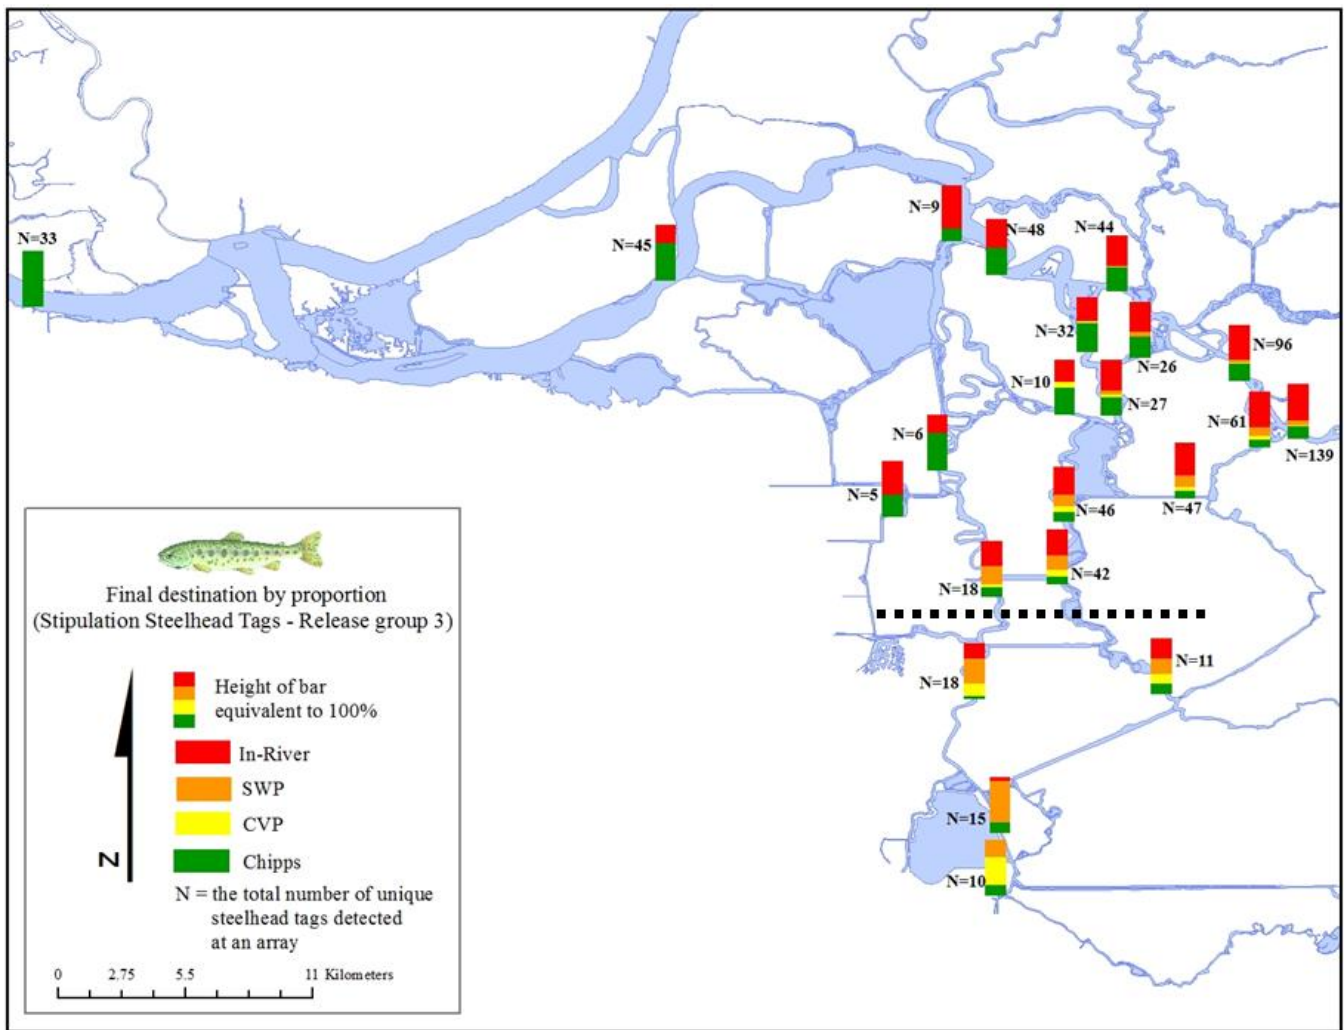 N=33
N=45
N=9
N=48
N=44
N=32
N=26
N=96
N=10
N=27
N=61
N=139
N=6
N=5
N=46
N=47
N=18
N=42
N=18
N=11
N=15
N=10
Final destination by proportion
(Stipulation Steelhead Tags - Release group 3)
Height of bar
equivalent to 100%
In-River
SWP
CVP
Chipps
N
N = the total number of unique
steelhead tags detected
at an array
0 2.75 5.5 11 Kilometers